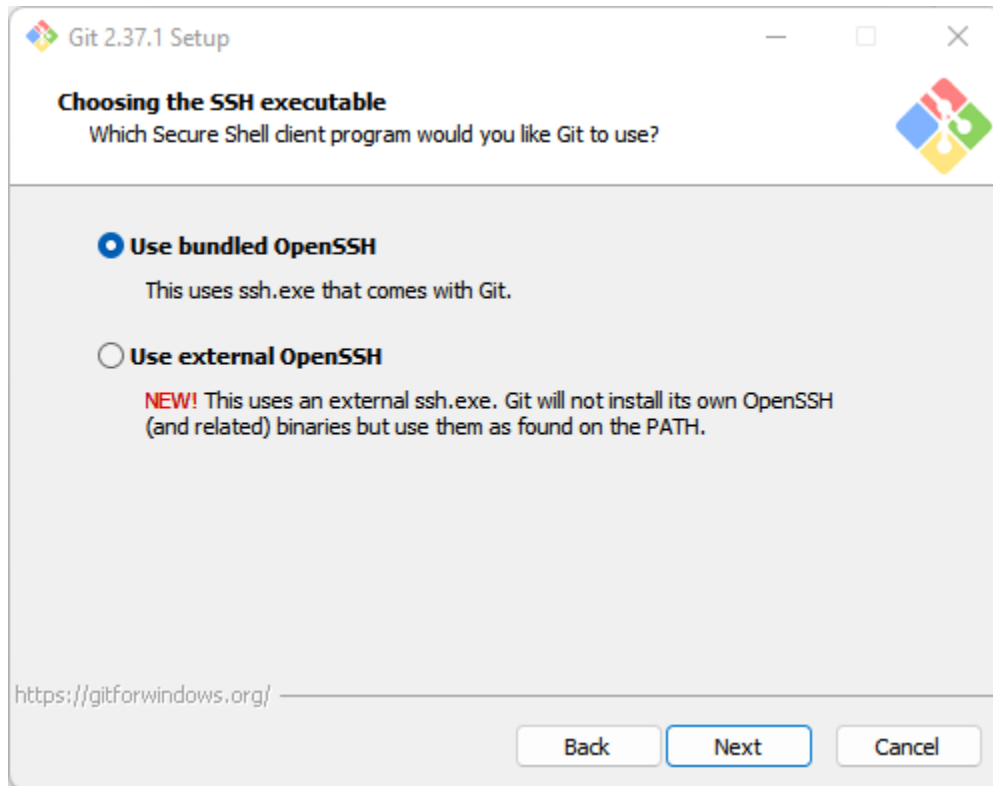 Git 2.37.1 Setup
Choosing the SSH executable
Which Secure Shell client program would you like Git to use?
Use bundled OpenSSH
This uses ssh.exe that comes with Git.
Use external OpenSSH
NEW! This uses an external ssh.exe. Git will not install its own OpenSSH
(and related) binaries but use them as found on the PATH.
https://gitforwindows.org/
Back Next Cancel